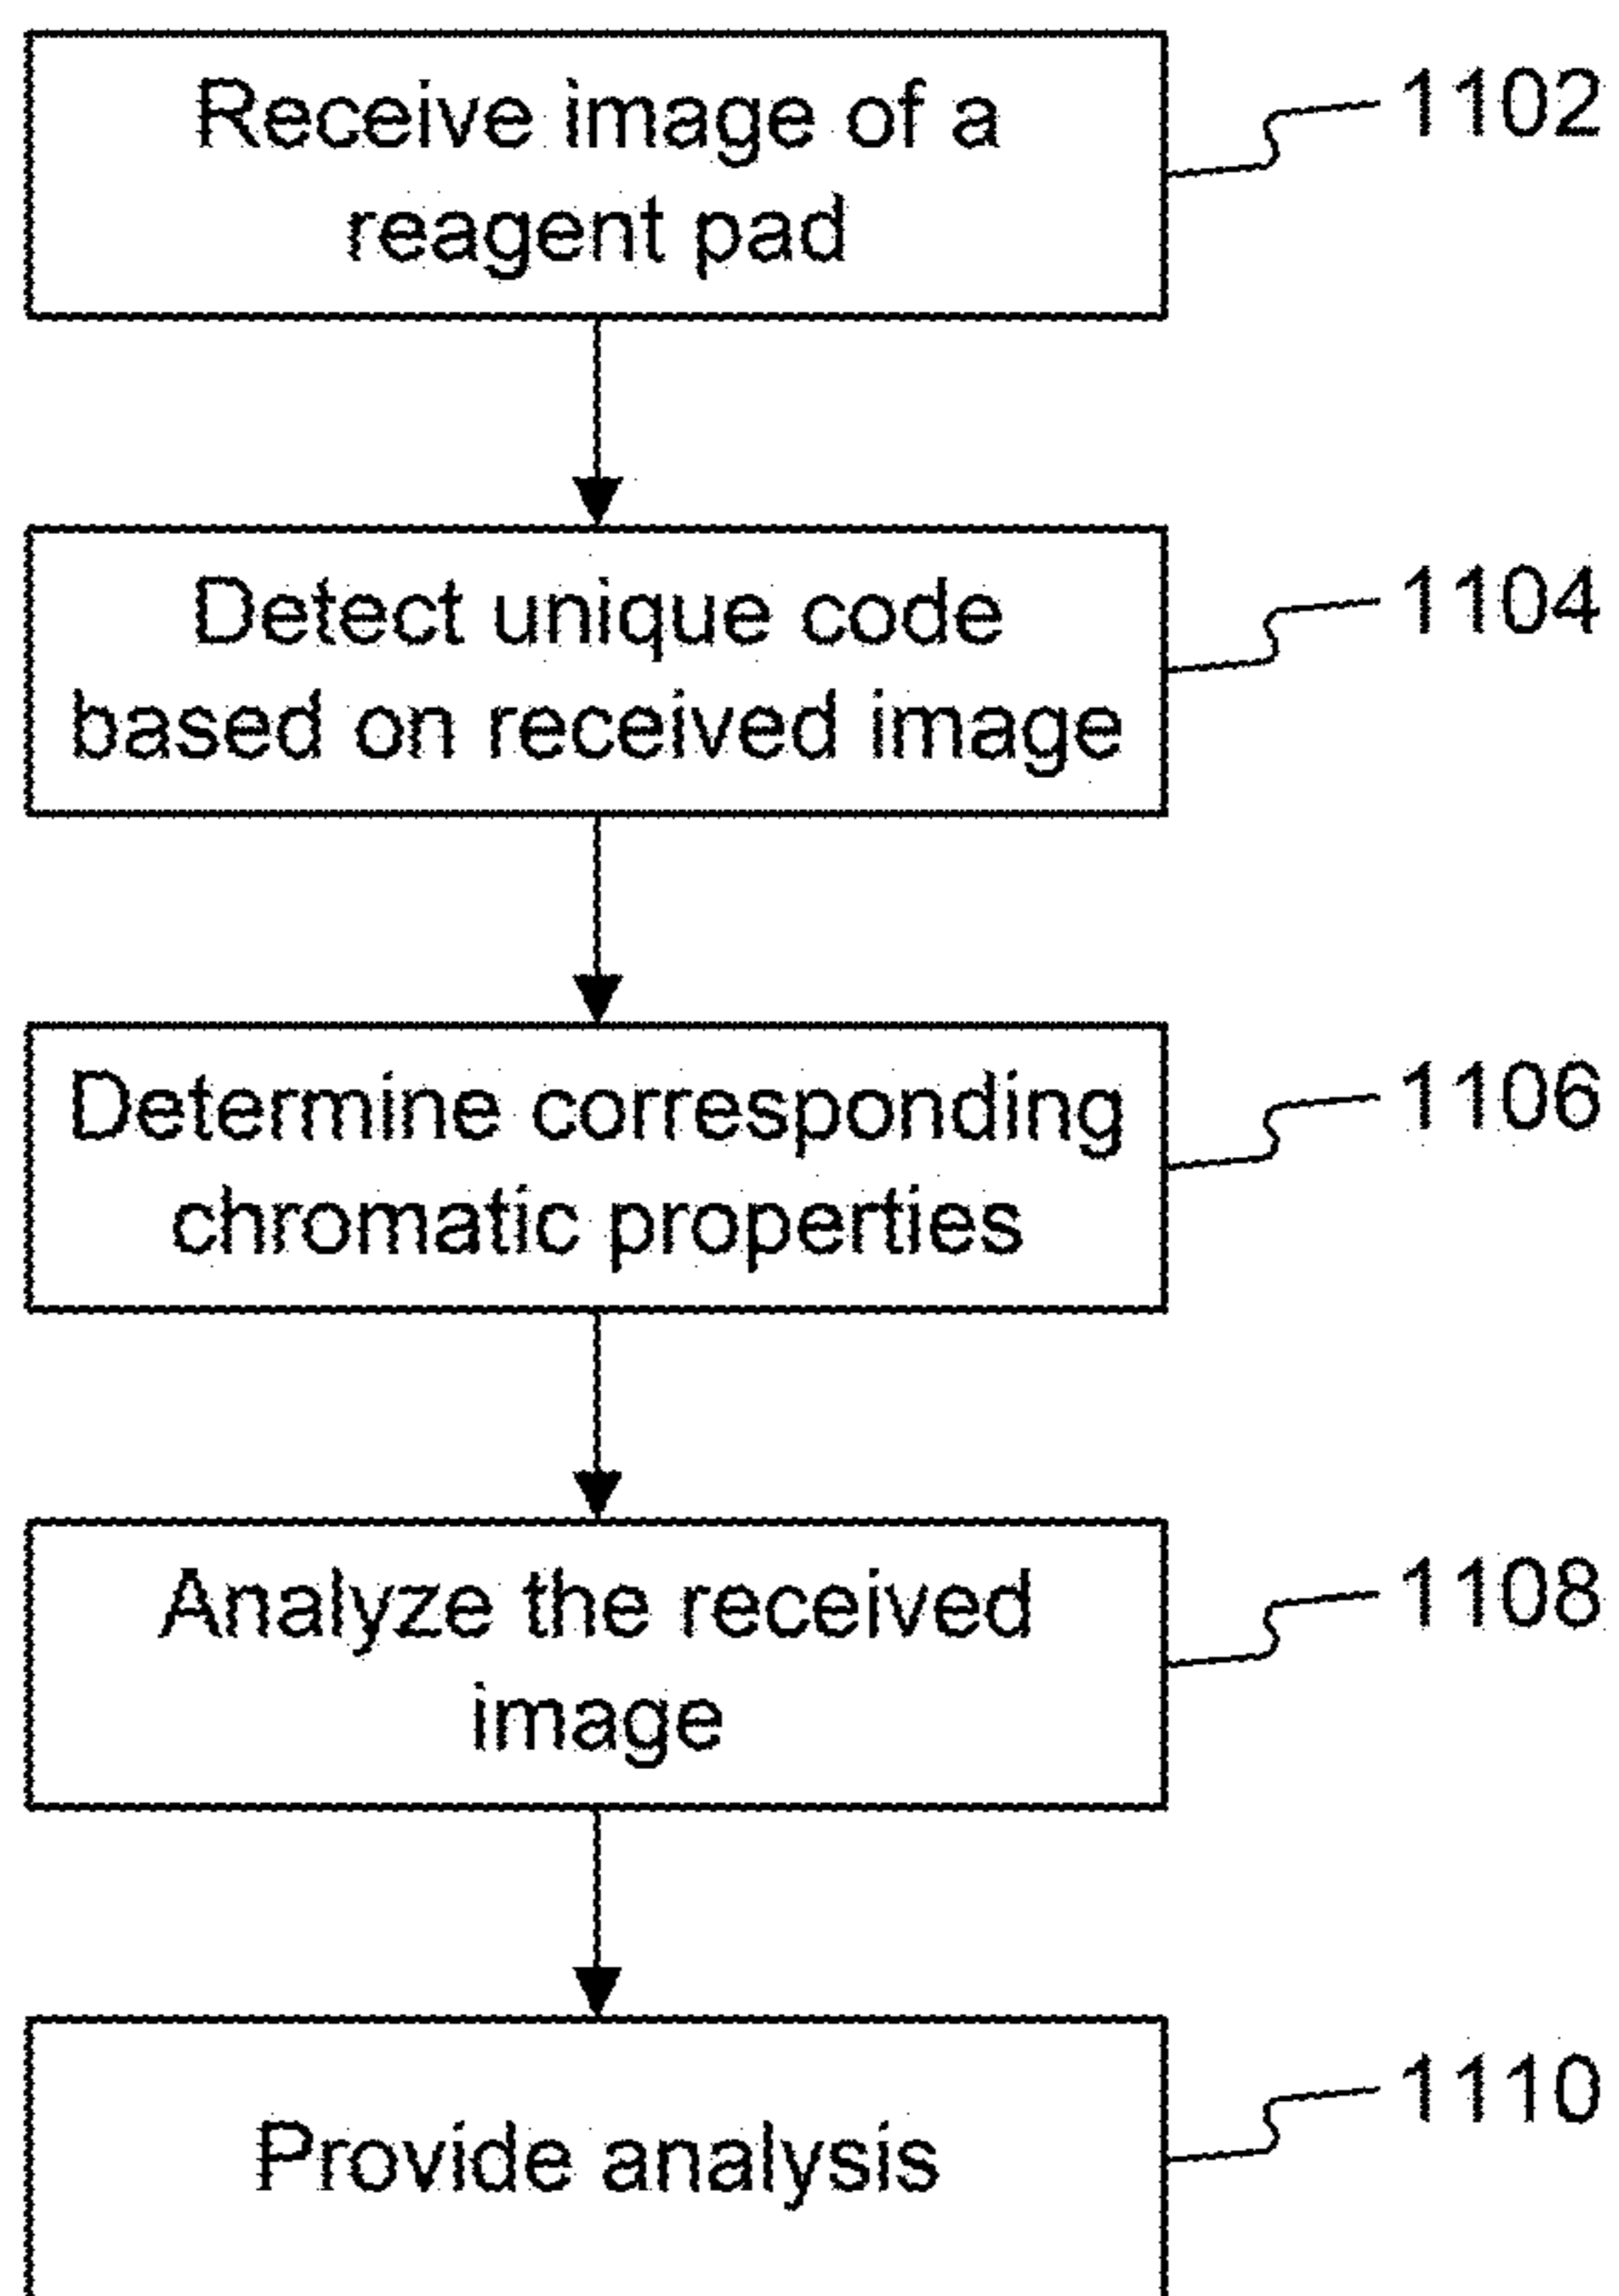 Receive image of a
reagent pad
1102
Detect unique code
based on received image
1104
Determine corresponding
chromatic properties
1106
Analyze the received
image
1108
Provide analysis
1110